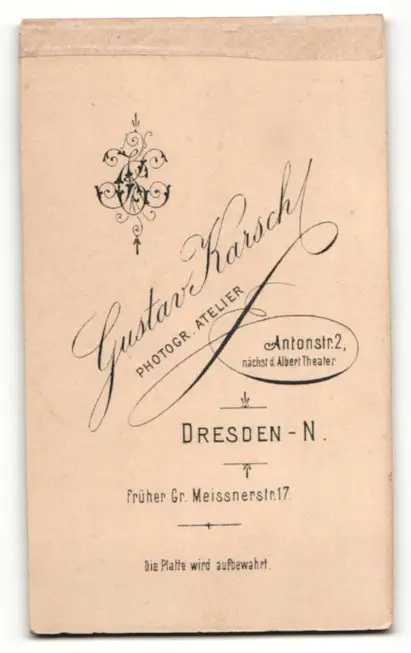 Gustav Karsch
PHOTOGR. ATELIER
Antonstr. 2,
nächst d. Albert Theater
DRESDEN - N.
früher Gr. Meissnerstr. 17.
Die Platte wird aufbewahrt.